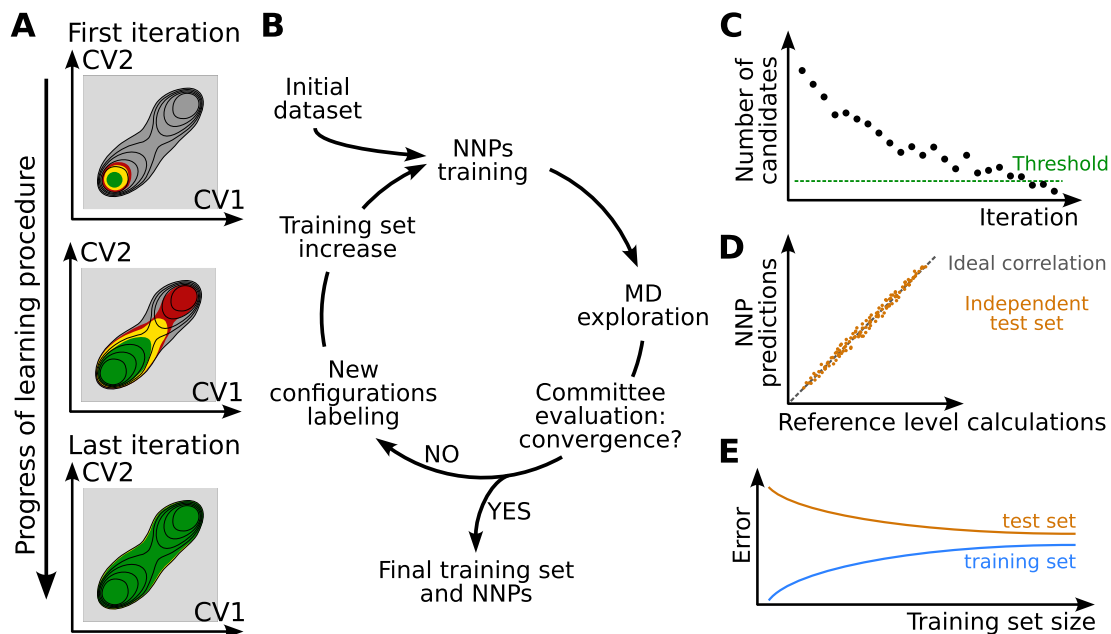 A
First iteration
CV2
CV1
CV2
CV1
Last iteration
CV2
CV1
Progress of learning procedure
B
Initial
dataset
NNPs
training
MD
exploration
Committee
evaluation:
convergence?
NO
YES
Final training set
and NNPs
New
configurations
labeling
Training set
increase
C
Number of
candidates
Threshold
Iteration
D
NNP
predictions
Ideal correlation
Independent
test set
Reference level calculations
E
Error
test set
training set
Training set size